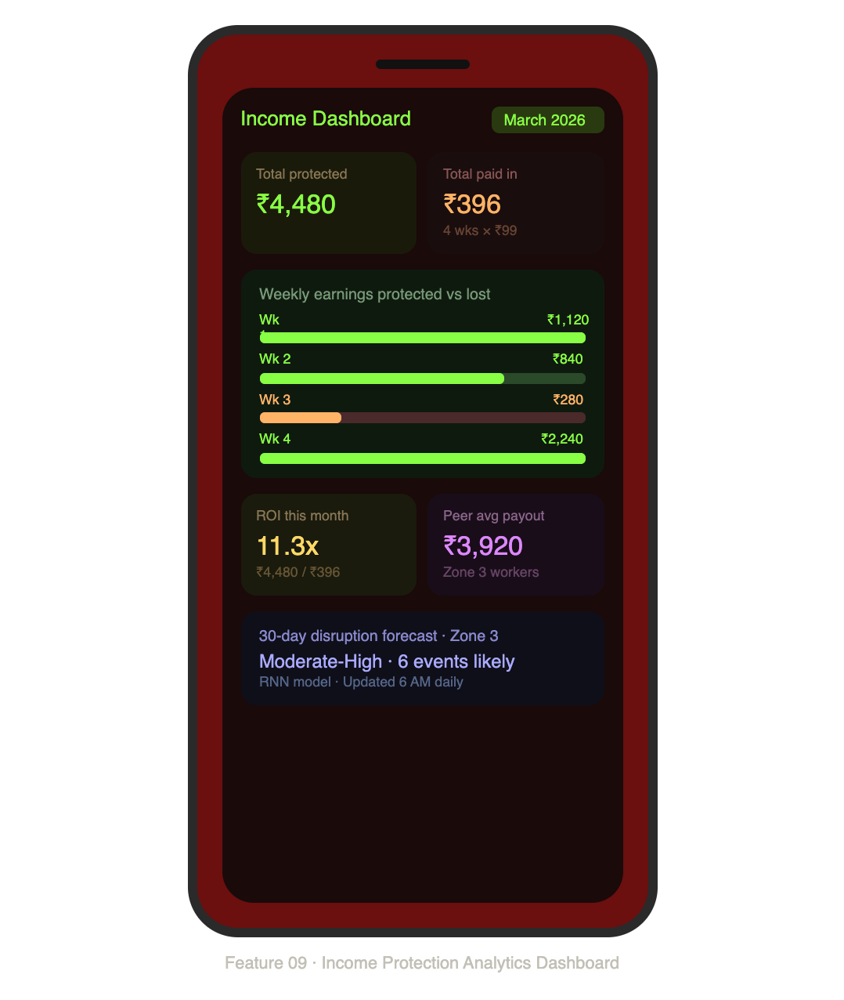 Income Dashboard
March 2026
Total protected
₹4,480
Total paid in
₹396
4 wks × ₹99
Weekly earnings protected vs lost
Wk
₹1,120
Wk 2
₹840
Wk 3
₹280
Wk 4
₹2,240
ROI this month
11.3x
₹4,480 / ₹396
Peer avg payout
₹3,920
Zone 3 workers
30-day disruption forecast · Zone 3
Moderate-High · 6 events likely
RNN model · Updated 6 AM daily
Feature 09 · Income Protection Analytics Dashboard